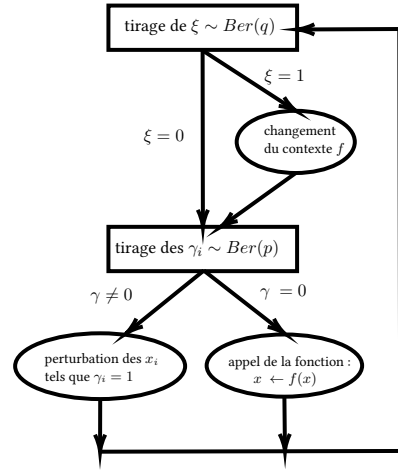 tirage de ξ ∼ Ber(q)
ξ = 1
changement
du contexte f
ξ = 0
tirage des γ_i ∼ Ber(p)
γ ≠ 0
γ = 0
perturbation des x_i
tels que γ_i = 1
appel de la fonction :
x ← f(x)